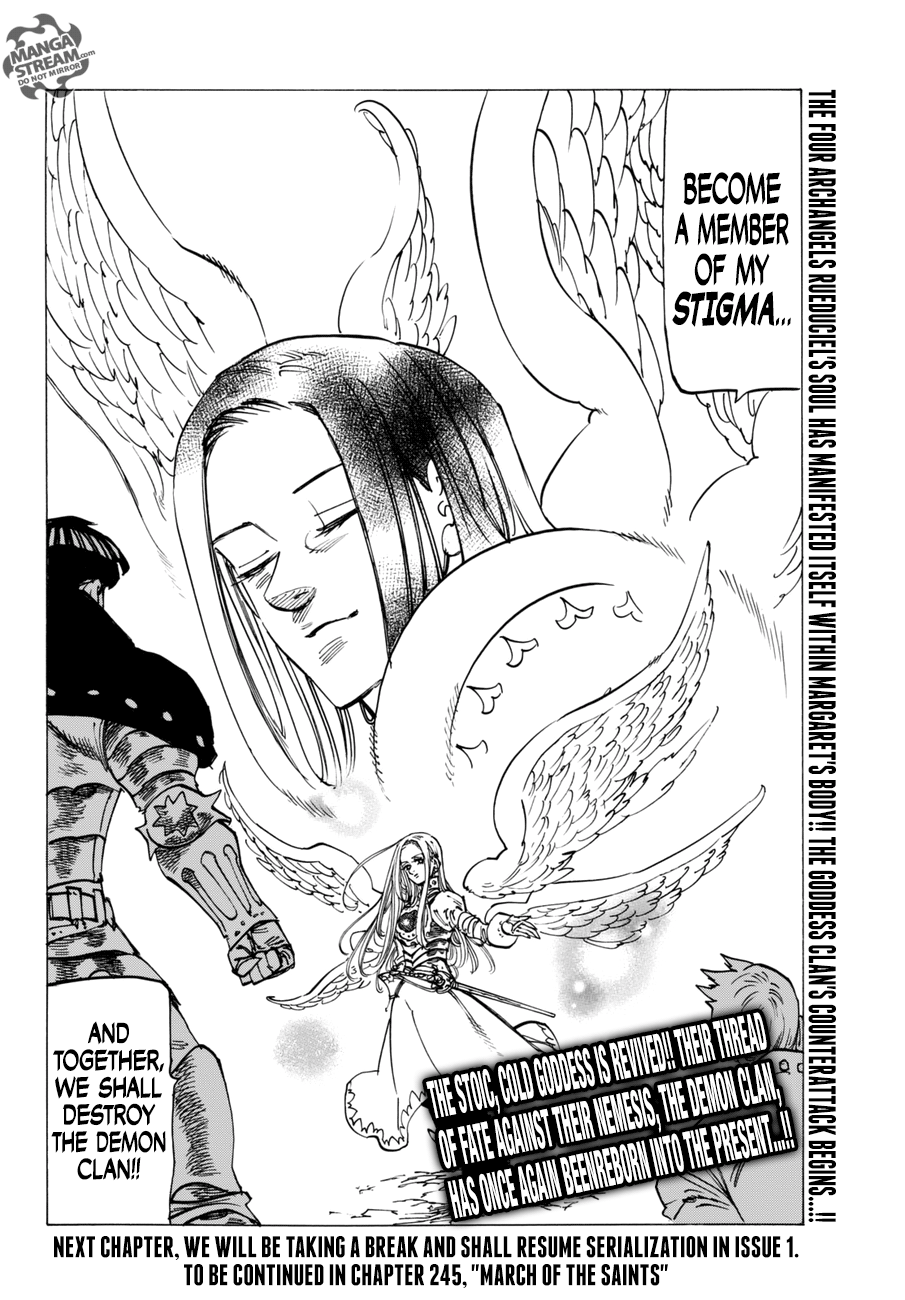 MANGA
STREAM.com
DO NOT MIRROR
BECOME
A MEMBER
OF MY
STIGMA...
THE FOUR ARCHANGELS RUEDUCIEL'S SOUL HAS MANIFESTED ITSELF WITHIN MARGARET'S BODY!! THE GODDESS CLAN'S COUNTERATTACK BEGINS...!!
AND
TOGETHER,
WE SHALL
DESTROY
THE DEMON
CLAN!!
THE STOIC, COLD GODDESS IS REVIVED!! THEIR THREAD
OF FATE AGAINST THEIR NEMESIS, THE DEMON CLAN,
HAS ONCE AGAIN BEENREBORN INTO THE PRESENT...!!
NEXT CHAPTER, WE WILL BE TAKING A BREAK AND SHALL RESUME SERIALIZATION IN ISSUE 1.
TO BE CONTINUED IN CHAPTER 245, "MARCH OF THE SAINTS"